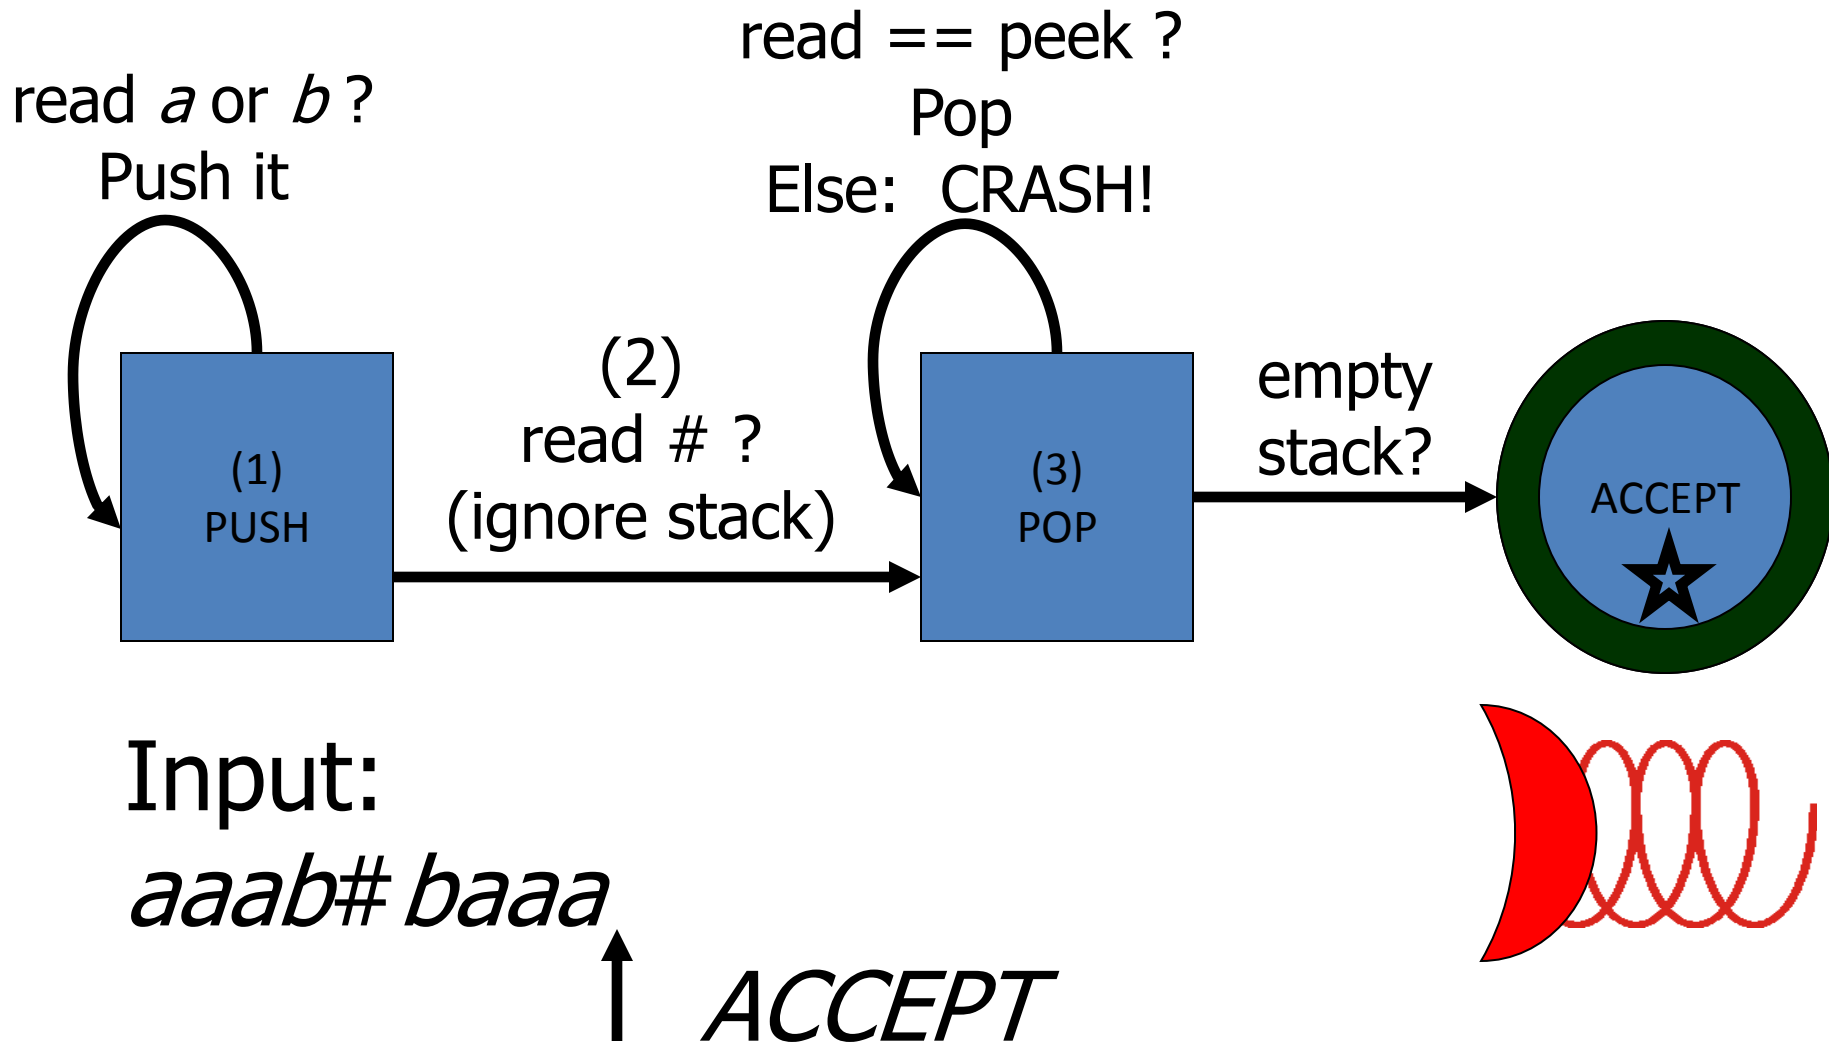 read a or b ?
Push it
read == peek ?
Pop
Else: CRASH!
(1)
PUSH
(2)
read # ?
(ignore stack)
(3)
POP
empty
stack?
ACCEPT
Input:
aaab#baaa
ACCEPT